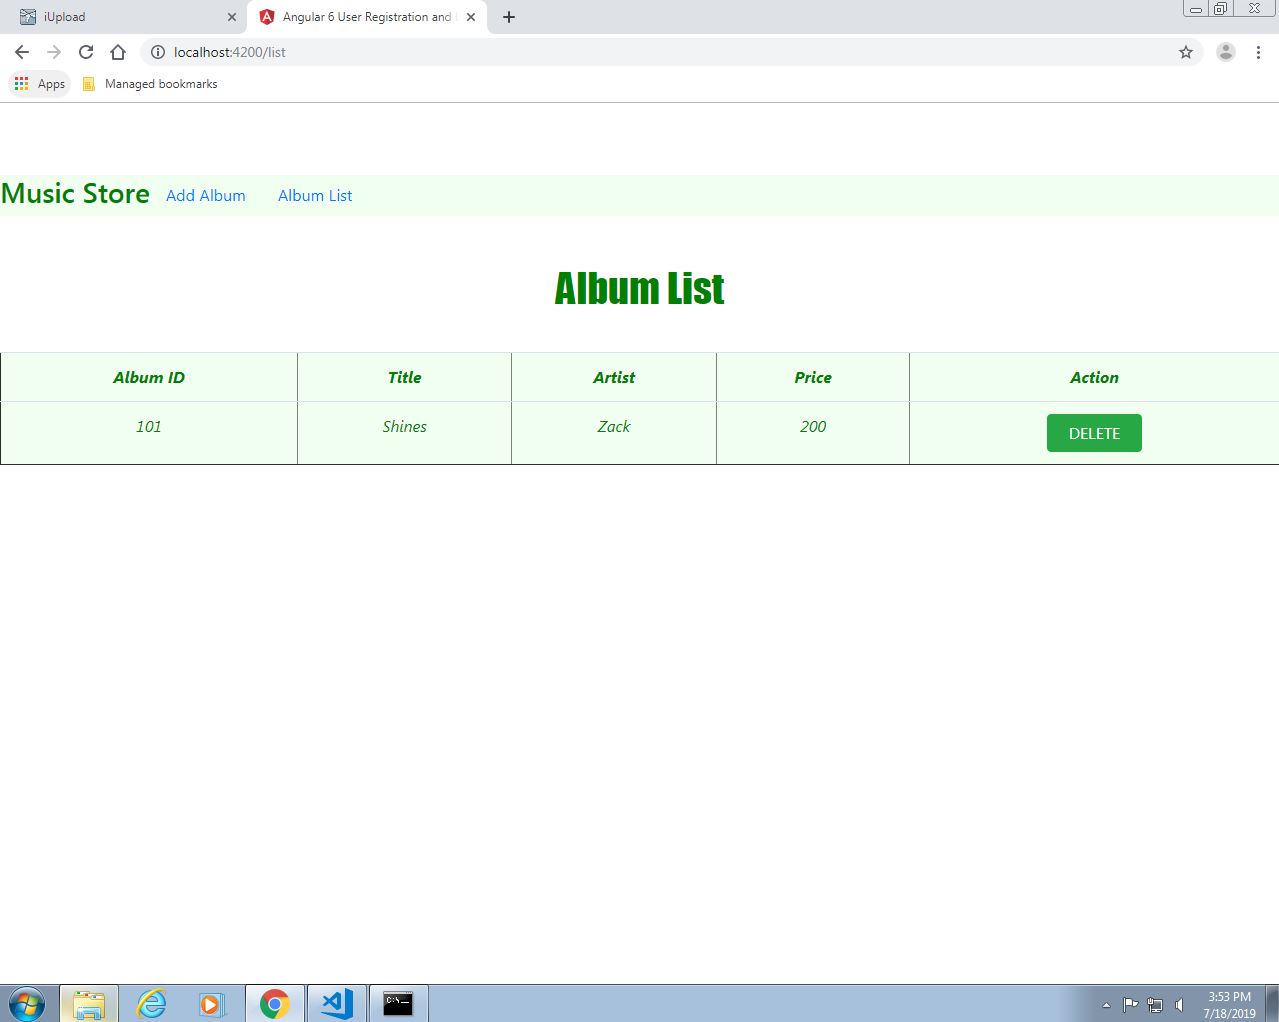 iUpload
Angular 6 User Registration and
localhost:4200/list
Apps
Managed bookmarks
Music Store Add Album Album List
Album List
Album ID Title Artist Price Action
101 Shines Zack 200 DELETE
C:\.
3:53 PM
7/18/2019